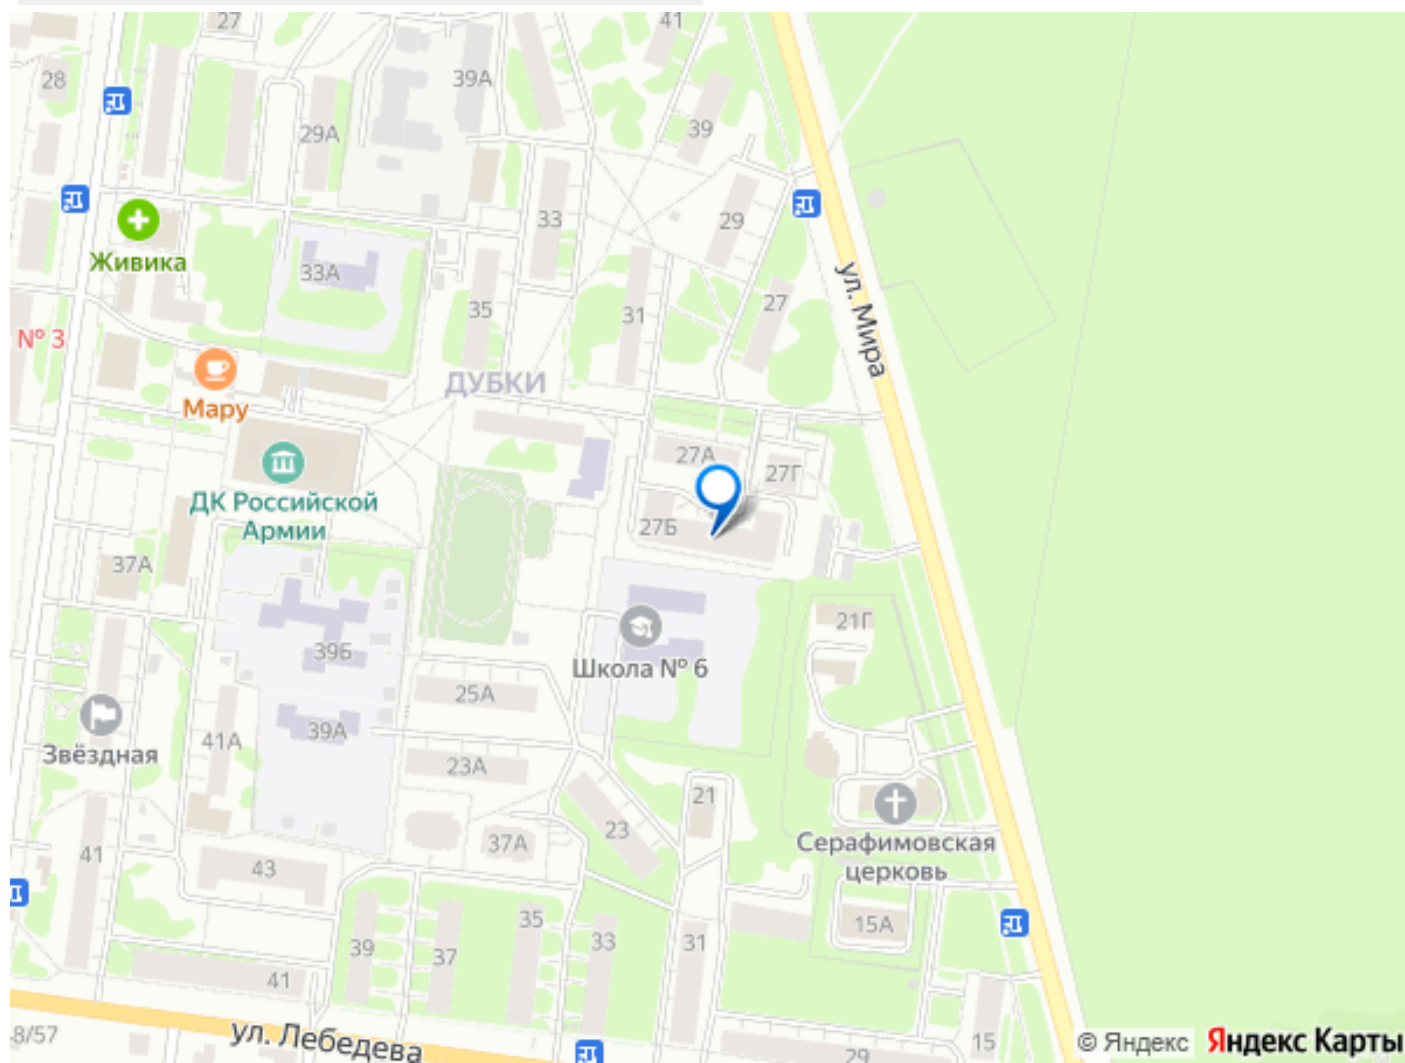 27
41
28
39А
29А
39
33
29
Живика
33А
35
31
27
ул. Мира
№ 3
Мару
ДУБКИ
27А
27Г
ДК Российской
Армии
27Б
37А
39Б
Школа № 6
21Г
25А
Звёздная
41А
39А
23А
21
23
37А
Серафимовская
церковь
41
43
35
33
15А
39
37
31
41
8/57
ул. Лебедева
29
15
© Яндекс
Яндекс Карты